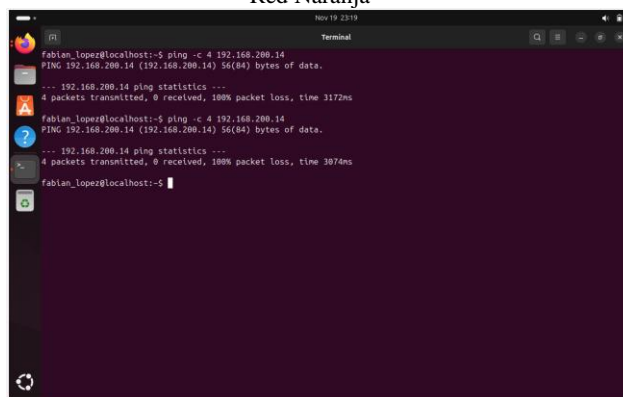 Red Naranja
Nov 19 23:19
Terminal
fabian_lopez@localhost:~$ ping -c 4 192.168.200.14
PING 192.168.200.14 (192.168.200.14) 56(84) bytes of data.
--- 192.168.200.14 ping statistics ---
4 packets transmitted, 0 received, 100% packet loss, time 3172ms
fabian_lopez@localhost:~$ ping -c 4 192.168.200.14
PING 192.168.200.14 (192.168.200.14) 56(84) bytes of data.
--- 192.168.200.14 ping statistics ---
4 packets transmitted, 0 received, 100% packet loss, time 3074ms
fabian_lopez@localhost:~$